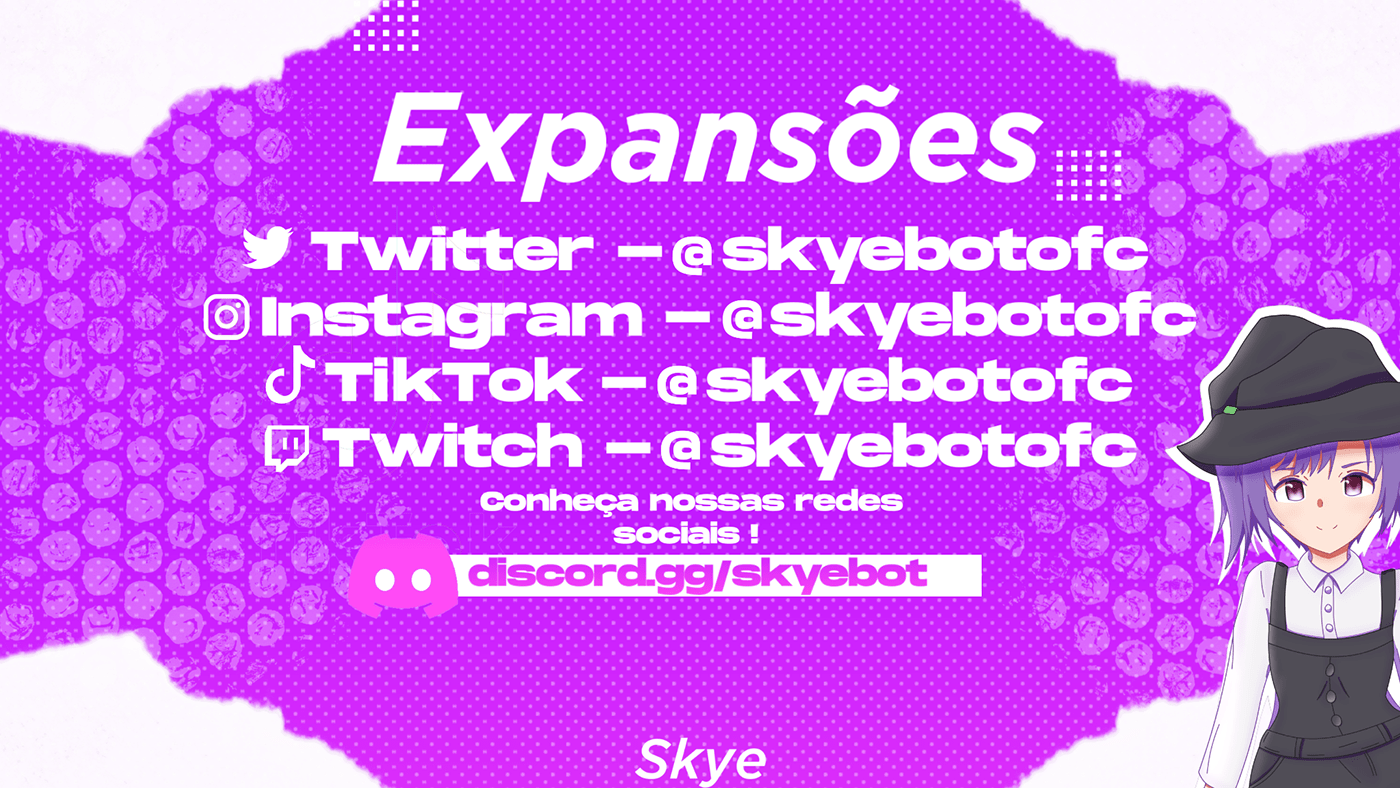 Expansões
Twitter - @skyebotofc
Instagram - @skyebotofc
TikTok - @skyebotofc
Twitch - @skyebotofc
Conheça nossas redes
sociais !
discord.gg/skyebot
Skye